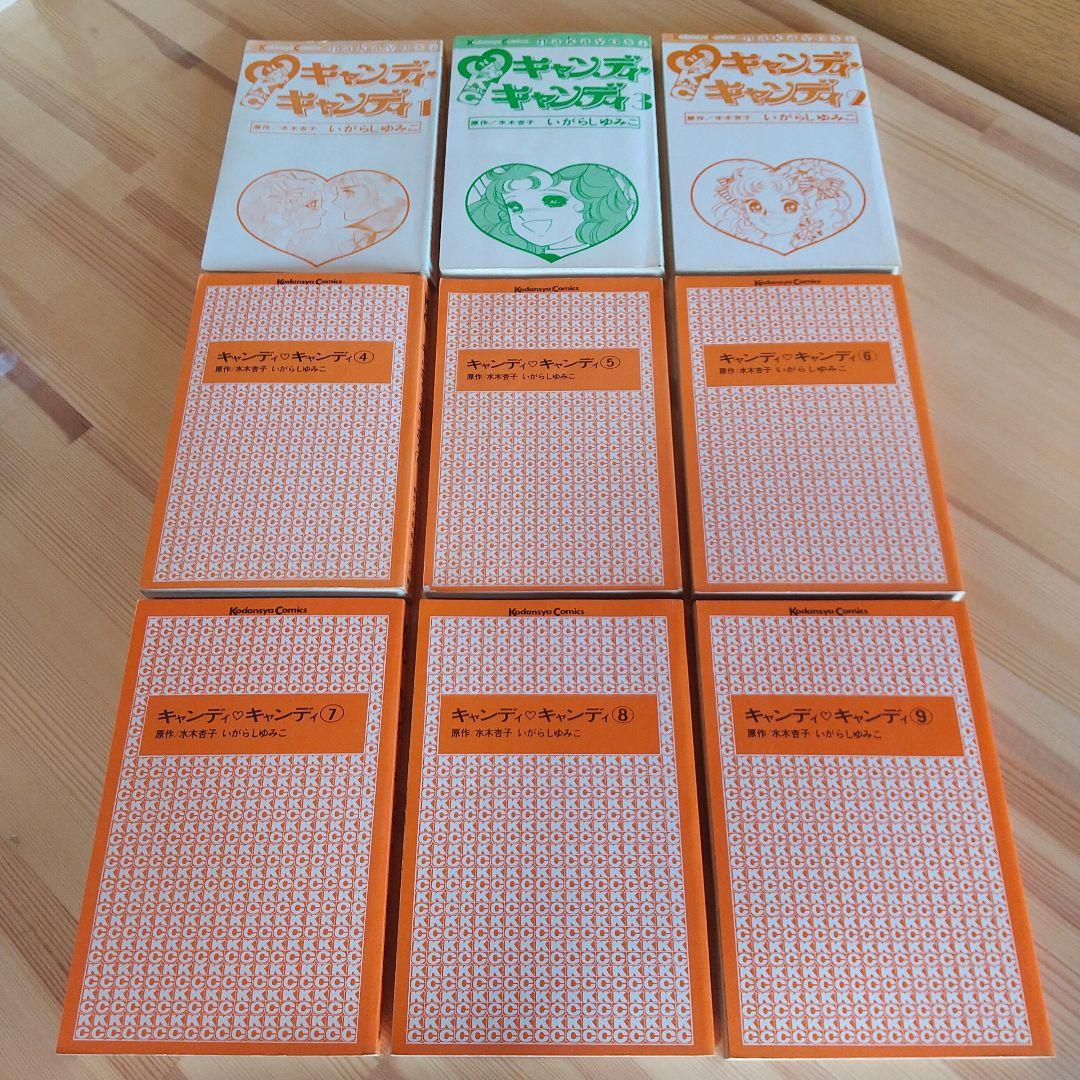 Kodansya Comics nakayosi
キャンディ・
キャンディ1
原作／水木杏子 いがらしゆみこ
Kodansya Comics nakayosi
キャンディ・
キャンディ3
原作／水木杏子 いがらしゆみこ
Kodansya Comics nakayosi
キャンディ・
キャンディ2
原作／水木杏子 いがらしゆみこ
Kodansya Comics
キャンディ♡キャンディ④
原作/水木杏子 いがらしゆみこ
Kodansya Comics
キャンディ♡キャンディ⑤
原作/水木杏子 いがらしゆみこ
Kodansya Comics
キャンディ♡キャンディ⑥
原作/水木杏子 いがらしゆみこ
Kodansya Comics
キャンディ♡キャンディ⑦
原作/水木杏子 いがらしゆみこ
Kodansya Comics
キャンディ♡キャンディ⑧
原作/水木杏子 いがらしゆみこ
Kodansya Comics
キャンディ♡キャンディ⑨
原作/水木杏子 いがらしゆみこ